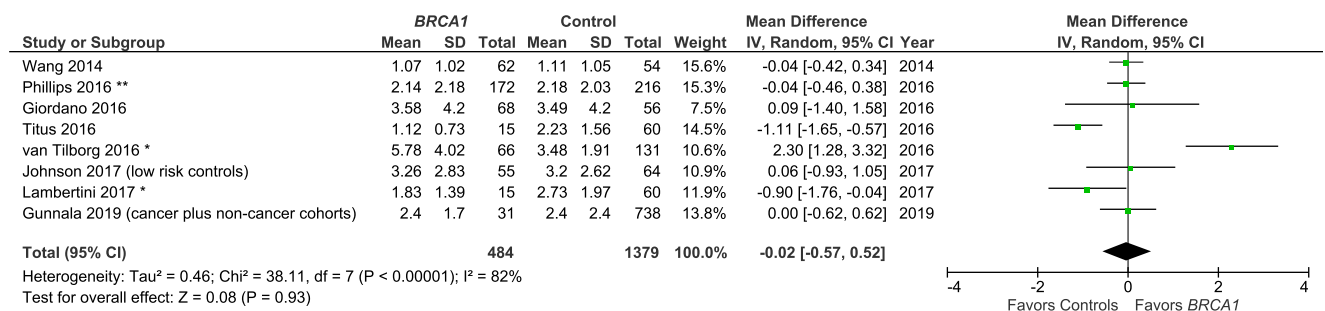 BRCA1 Control Mean Difference Mean Difference
Study or Subgroup Mean SD Total Mean SD Total Weight IV, Random, 95% CI Year IV, Random, 95% CI
Wang 2014 1.07 1.02 62 1.11 1.05 54 15.6% -0.04 [-0.42, 0.34] 2014
Phillips 2016 ** 2.14 2.18 172 2.18 2.03 216 15.3% -0.04 [-0.46, 0.38] 2016
Giordano 2016 3.58 4.2 68 3.49 4.2 56 7.5% 0.09 [-1.40, 1.58] 2016
Titus 2016 1.12 0.73 15 2.23 1.56 60 14.5% -1.11 [-1.65, -0.57] 2016
van Tilborg 2016 * 5.78 4.02 66 3.48 1.91 131 10.6% 2.30 [1.28, 3.32] 2016
Johnson 2017 (low risk controls) 3.26 2.83 55 3.2 2.62 64 10.9% 0.06 [-0.93, 1.05] 2017
Lambertini 2017 * 1.83 1.39 15 2.73 1.97 60 11.9% -0.90 [-1.76, -0.04] 2017
Gunnala 2019 (cancer plus non-cancer cohorts) 2.4 1.7 31 2.4 2.4 738 13.8% 0.00 [-0.62, 0.62] 2019
Total (95% CI) 484 1379 100.0% -0.02 [-0.57, 0.52]
Heterogeneity: Tau² = 0.46; Chi² = 38.11, df = 7 (P < 0.00001); I² = 82%
Test for overall effect: Z = 0.08 (P = 0.93)
-4 -2 0 2 4
Favors Controls Favors BRCA1